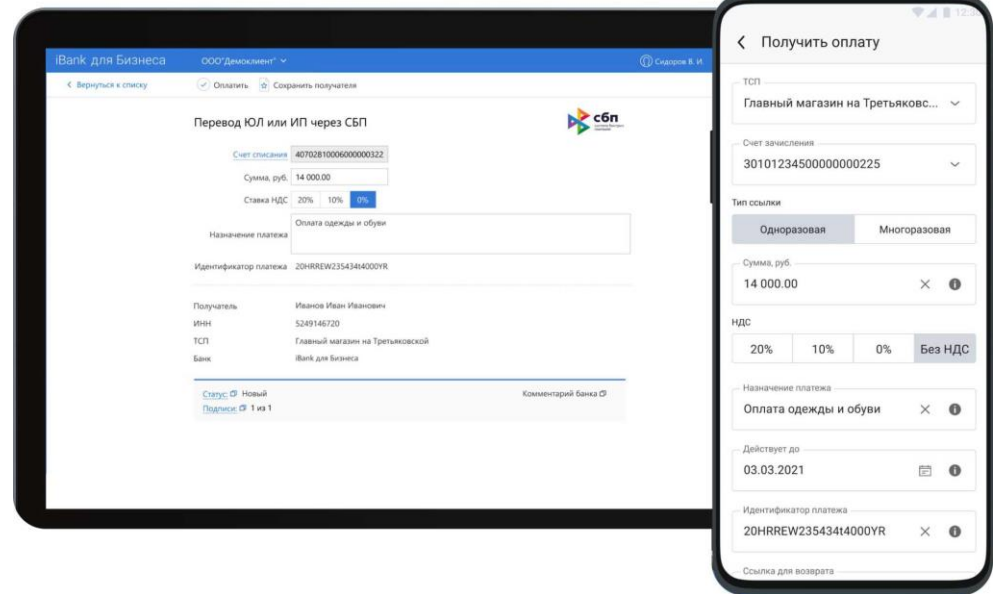 iBank для Бизнеса
ООО"Демоклиент"
Сидоров В. И.
Вернуться к списку
Оплатить
Сохранить получателя
Перевод ЮЛ или ИП через СБП
сбп
Счет списания 40702810006000000322
Сумма, руб. 14 000.00
Ставка НДС 20% 10% 0%
Назначение платежа Оплата одежды и обуви
Идентификатор платежа 20HRREW235434t4000YR
Получатель Иванов Иван Иванович
ИНН 5249146720
ТСП Главный магазин на Третьяковской
Банк iBank для Бизнеса
Статус: Новый
Комментарий банка
Подписи: 1 из 1
Получить оплату
ТСП
Главный магазин на Третьяковс...
Счет зачисления
30101234500000000225
Тип ссылки
Одноразовая Многоразовая
Сумма, руб.
14 000.00
НДС
20% 10% 0% Без НДС
Назначение платежа
Оплата одежды и обуви
Действует до
03.03.2021
Идентификатор платежа
20HRREW235434t4000YR
Ссылка для возврата